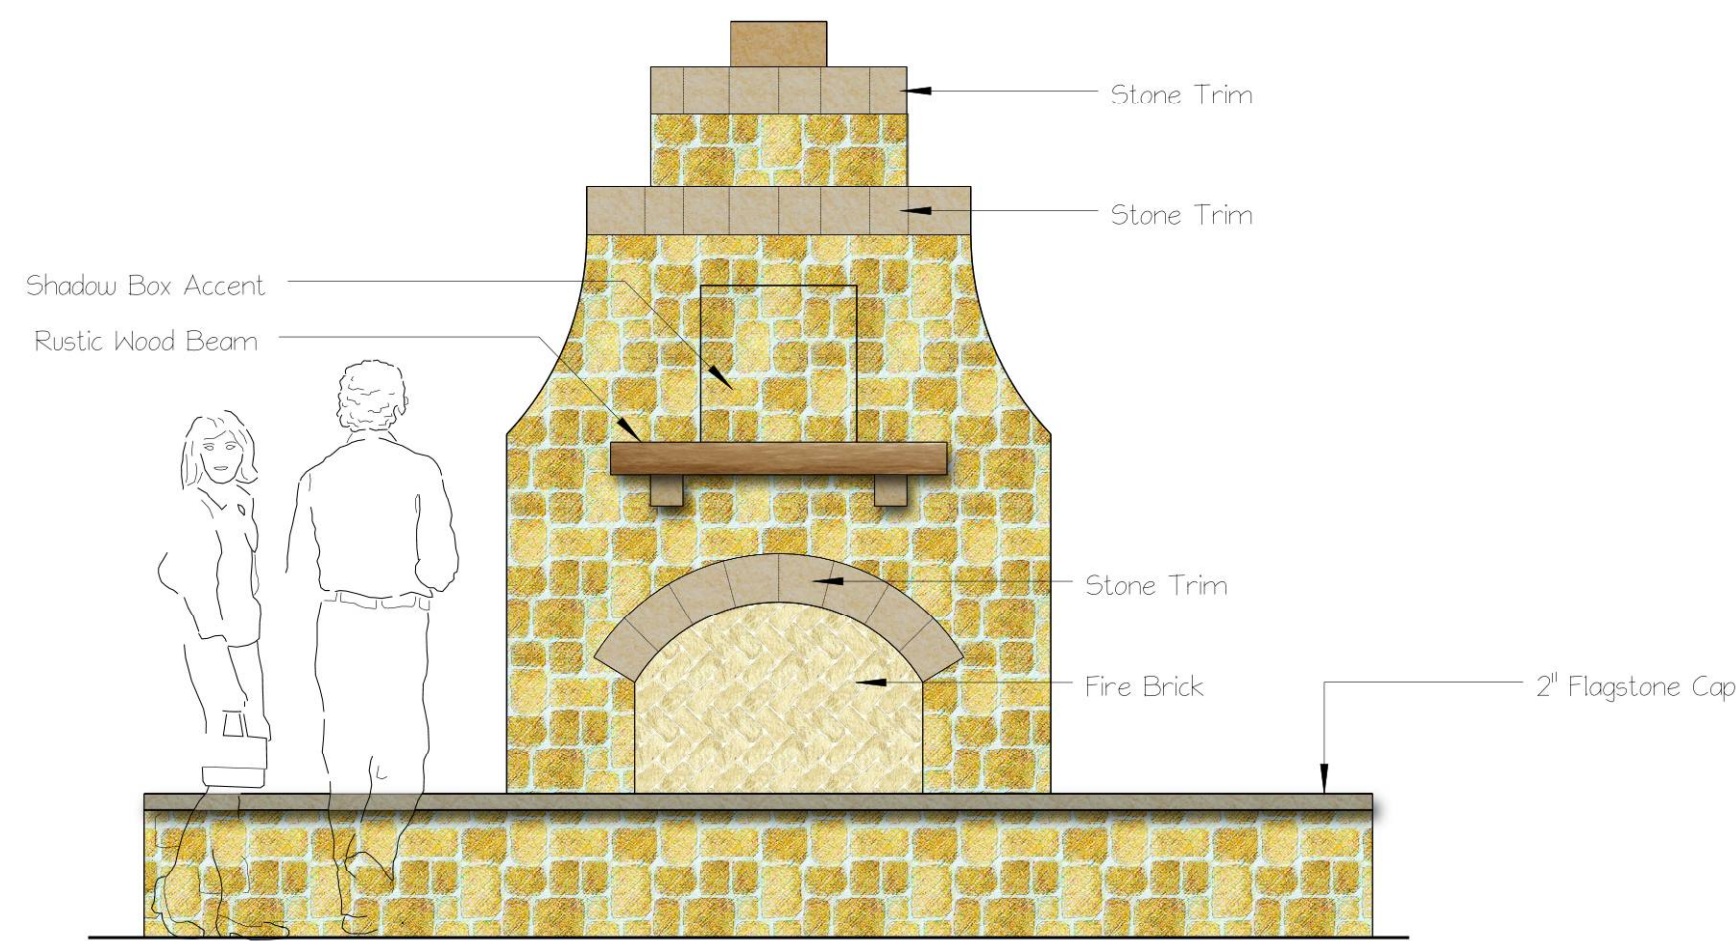 Stone Trim
Stone Trim
Shadow Box Accent
Rustic Wood Beam
Stone Trim
Fire Brick
2" Flagstone Cap